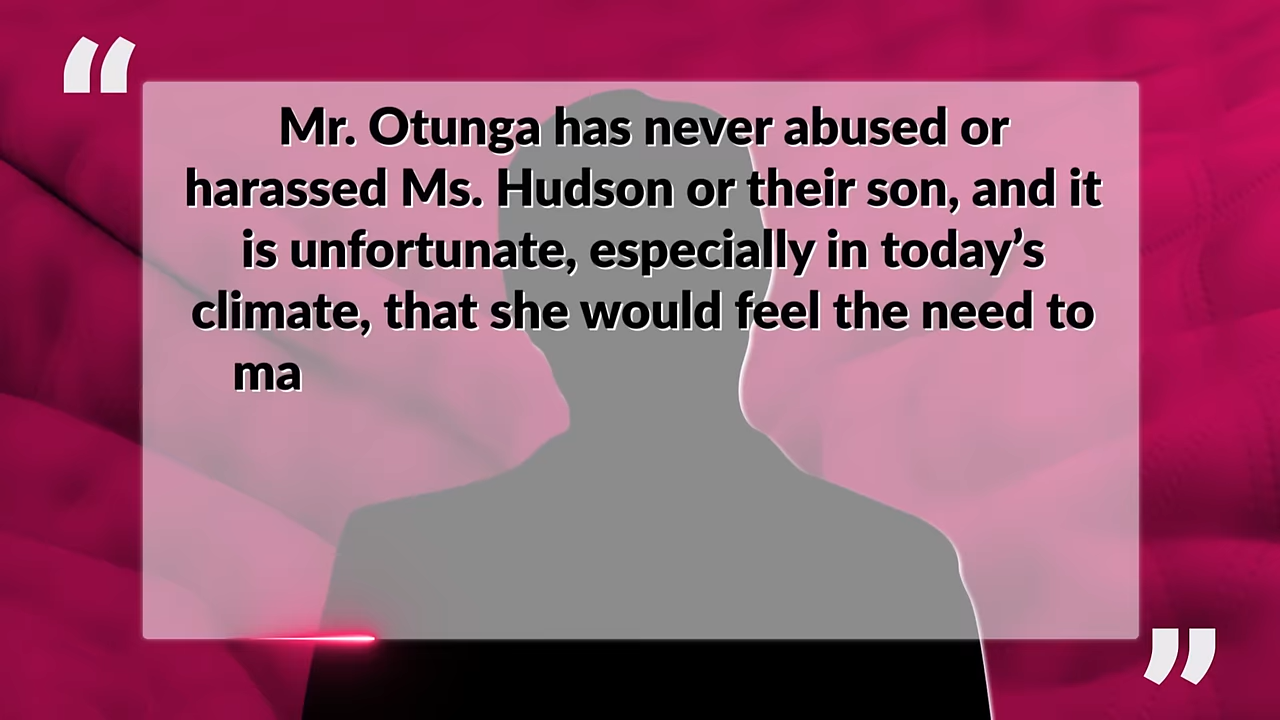 “
Mr. Otunga has never abused or
harassed Ms. Hudson or their son, and it
is unfortunate, especially in today’s
climate, that she would feel the need to
ma
”